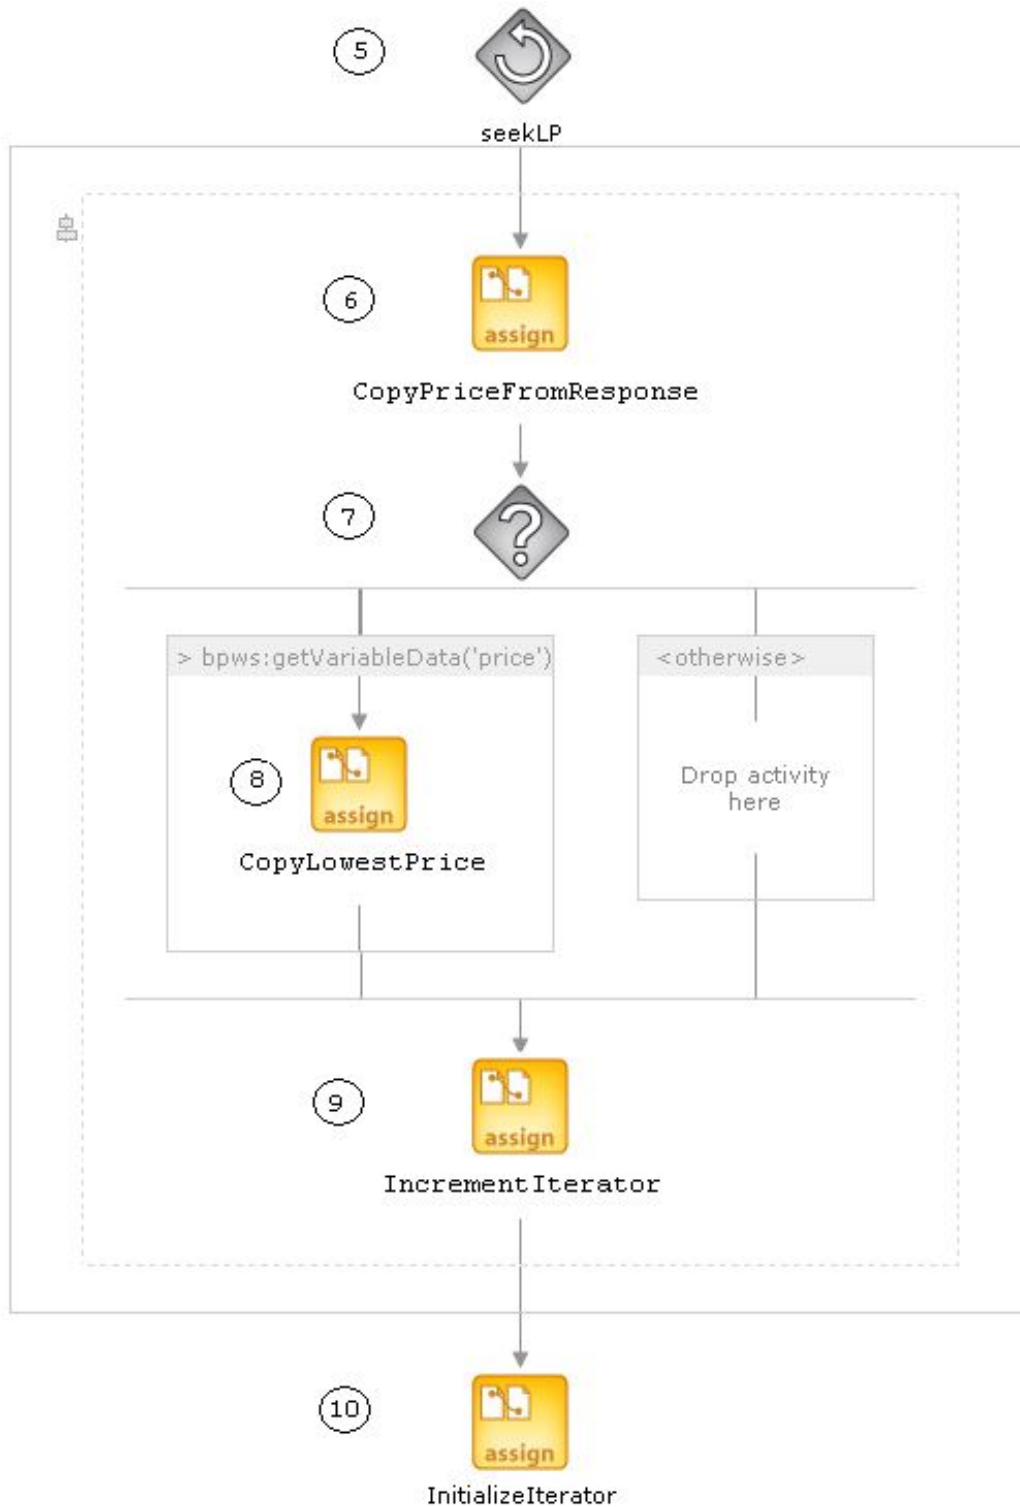 5
seekLP
6
assign
CopyPriceFromResponse
7
?
> bpws:getVariableData('price')
<otherwise>
8
assign
Drop activity
here
CopyLowestPrice
9
assign
IncrementIterator
10
assign
InitializeIterator